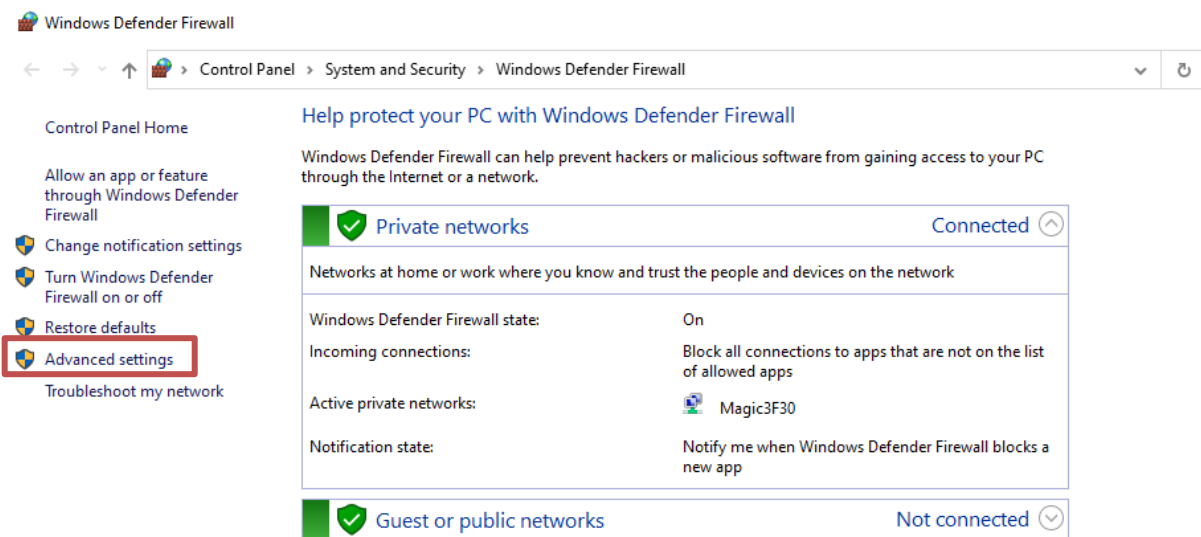 Windows Defender Firewall
Control Panel > System and Security > Windows Defender Firewall
Control Panel Home
Allow an app or feature
through Windows Defender
Firewall
Change notification settings
Turn Windows Defender
Firewall on or off
Restore defaults
Advanced settings
Troubleshoot my network
Help protect your PC with Windows Defender Firewall
Windows Defender Firewall can help prevent hackers or malicious software from gaining access to your PC
through the Internet or a network.
Private networks Connected
Networks at home or work where you know and trust the people and devices on the network
Windows Defender Firewall state: On
Incoming connections: Block all connections to apps that are not on the list
of allowed apps
Active private networks: Magic3F30
Notification state: Notify me when Windows Defender Firewall blocks a
new app
Guest or public networks Not connected